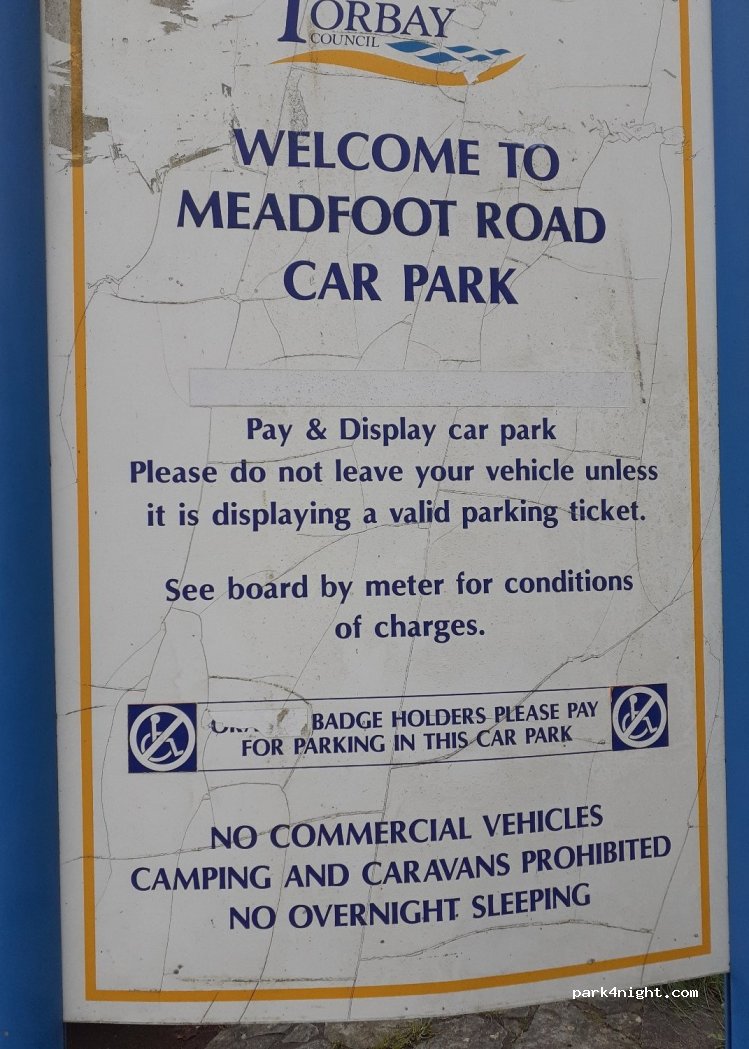 TORBAY
COUNCIL
WELCOME TO
MEADFOOT ROAD
CAR PARK
Pay & Display car park
Please do not leave your vehicle unless
it is displaying a valid parking ticket.
See board by meter for conditions
of charges.
BADGE HOLDERS PLEASE PAY
FOR PARKING IN THIS CAR PARK
NO COMMERCIAL VEHICLES
CAMPING AND CARAVANS PROHIBITED
NO OVERNIGHT SLEEPING
park4night.com